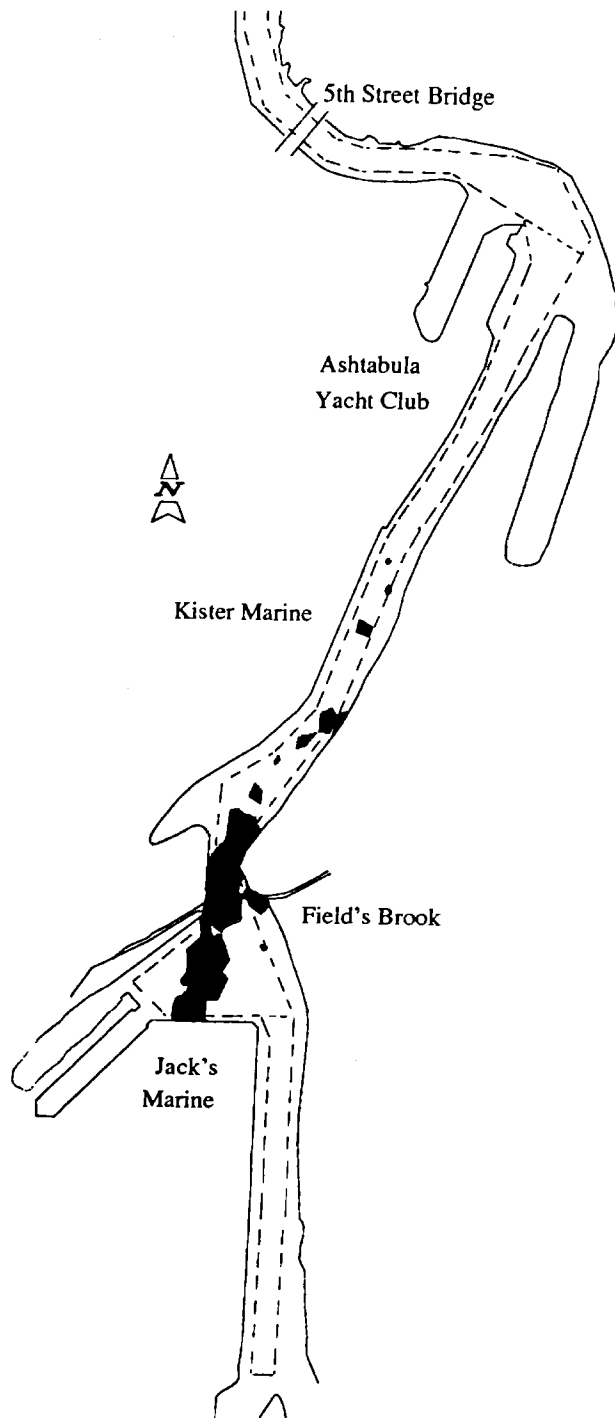 5th Street Bridge
Ashtabula
Yacht Club
N
Kister Marine
Field's Brook
Jack's
Marine